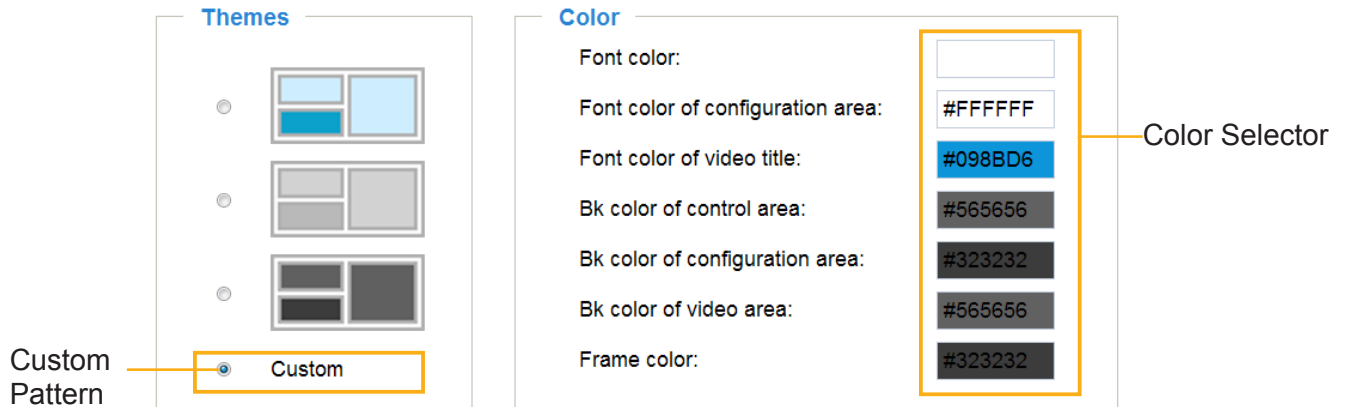 Themes
Custom
Custom
Pattern
Color
Font color:
Font color of configuration area: #FFFFFF
Font color of video title: #098BD6
Bk color of control area: #565656
Bk color of configuration area: #323232
Bk color of video area: #565656
Frame color: #323232
Color Selector